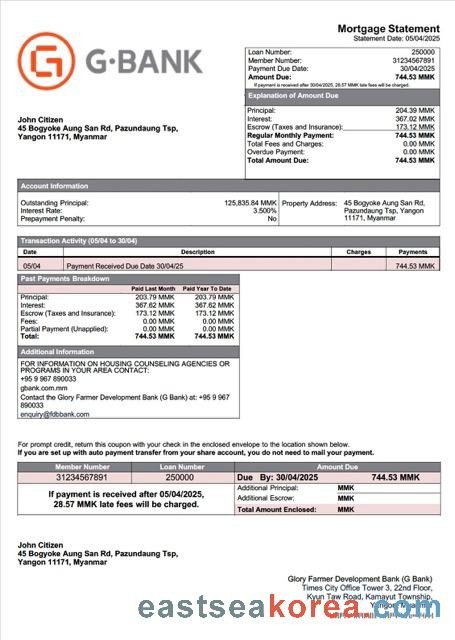 Mortgage Statement
Statement Date: 05/04/2025
G·BANK
Loan Number: 250000
Member Number: 31234567891
Payment Due Date: 30/04/2025
Amount Due: 744.53 MMK
If payment is received after 30/04/2025, 28.57 MMK late fees will be charged.
Explanation of Amount Due
Principal: 204.39 MMK
Interest: 367.02 MMK
Escrow (Taxes and Insurance): 173.12 MMK
Regular Monthly Payment: 744.53 MMK
Total Fees and Charges: 0.00 MMK
Overdue Payment: 0.00 MMK
Total Amount Due: 744.53 MMK
John Citizen
45 Bogyoke Aung San Rd, Pazundaung Tsp,
Yangon 11171, Myanmar
Account Information
Outstanding Principal: 125,835.84 MMK
Interest Rate: 3.500%
Prepayment Penalty: No
Property Address: 45 Bogyoke Aung San Rd,
Pazundaung Tsp, Yangon
11171, Myanmar
Transaction Activity (05/04 to 30/04)
Date Description Charges Payments
05/04 Payment Received Due Date 30/04/25 744.53 MMK
Past Payments Breakdown
Paid Last Month Paid Year To Date
Principal: 203.79 MMK 203.79 MMK
Interest: 367.62 MMK 367.62 MMK
Escrow (Taxes and Insurance): 173.12 MMK 173.12 MMK
Fees: 0.00 MMK 0.00 MMK
Partial Payment (Unapplied): 0.00 MMK 0.00 MMK
Total: 744.53 MMK 744.53 MMK
Additional Information
FOR INFORMATION ON HOUSING COUNSELING AGENCIES OR
PROGRAMS IN YOUR AREA CONTACT:
+95 9 967 890033
gbank.com.mm
Contact the Glory Farmer Development Bank (G Bank) at: +95 9 967
890033
enquiry@fdbbank.com
For prompt credit, return this coupon with your check in the enclosed envelope to the location shown below.
If you are set up with auto payment transfer from your share account, you do not need to mail your payment.
Member Number Loan Number Amount Due
31234567891 250000 Due By: 30/04/2025 744.53 MMK
If payment is received after 05/04/2025,
28.57 MMK late fees will be charged.
Additional Principal: MMK
Additional Escrow: MMK
Total Amount Enclosed: MMK
John Citizen
45 Bogyoke Aung San Rd, Pazundaung Tsp,
Yangon 11171, Myanmar
Glory Farmer Development Bank (G Bank)
Times City Office Tower 3, 22nd Floor,
Kyun Taw Road, Kamayut Township,
Yangon, Myanmar
eastseakorea.com